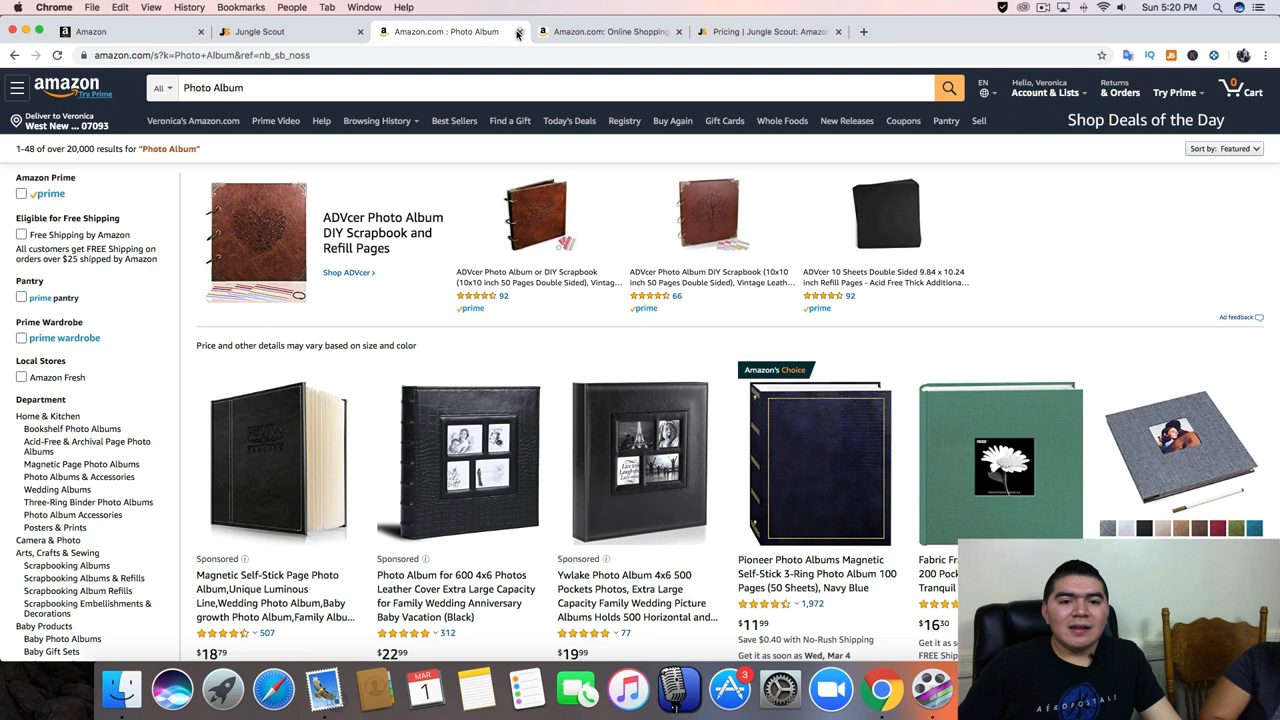 Chrome File Edit View History Bookmarks People Tab Window Help
Sun 5:20 PM
Amazon
Jungle Scout
Amazon.com : Photo Album
Amazon.com: Online Shopping
Pricing | Jungle Scout: Amazo
amazon.com/s?k=Photo+Album&ref=nb_sb_noss
amazon
Try Prime
All
Photo Album
EN
Hello, Veronica
Account & Lists
Returns
& Orders
Try Prime
0
Cart
Deliver to Veronica
West New ... 07093
Veronica's Amazon.com Prime Video Help Browsing History Best Sellers Find a Gift Today's Deals Registry Buy Again Gift Cards Whole Foods New Releases Coupons Pantry Sell
Shop Deals of the Day
1-48 of over 20,000 results for "Photo Album"
Sort by: Featured
Amazon Prime
prime
Eligible for Free Shipping
Free Shipping by Amazon
All customers get FREE Shipping on
orders over $25 shipped by Amazon
Pantry
prime pantry
Prime Wardrobe
prime wardrobe
Local Stores
Amazon Fresh
Department
Home & Kitchen
Bookshelf Photo Albums
Acid-Free & Archival Page Photo
Albums
Magnetic Page Photo Albums
Photo Albums & Accessories
Wedding Albums
Three-Ring Binder Photo Albums
Photo Album Accessories
Posters & Prints
Camera & Photo
Arts, Crafts & Sewing
Scrapbooking Albums
Scrapbooking Albums & Refills
Scrapbooking Album Refills
Scrapbooking Embellishments &
Decorations
Baby Products
Baby Photo Albums
Baby Gift Sets
ADVcer Photo Album
DIY Scrapbook and
Refill Pages
Shop ADVcer ›
ADVcer Photo Album or DIY Scrapbook
(10x10 inch 50 Pages Double Sided), Vintag...
92
prime
ADVcer Photo Album DIY Scrapbook (10x10
inch 50 Pages Double Sided), Vintage Leath...
66
prime
ADVcer 10 Sheets Double Sided 9.84 x 10.24
inch Refill Pages - Acid Free Thick Additiona...
92
prime
Ad feedback
Price and other details may vary based on size and color
Sponsored
Magnetic Self-Stick Page Photo
Album,Unique Luminous
Line,Wedding Photo Album,Baby
growth Photo Album,Family Albu...
507
$18 79
Sponsored
Photo Album for 600 4x6 Photos
Leather Cover Extra Large Capacity
for Family Wedding Anniversary
Baby Vacation (Black)
312
$22 99
Sponsored
Ywlake Photo Album 4x6 500
Pockets Photos, Extra Large
Capacity Family Wedding Picture
Albums Holds 500 Horizontal and...
77
$19 99
Amazon's Choice
Pioneer Photo Albums Magnetic
Self-Stick 3-Ring Photo Album 100
Pages (50 Sheets), Navy Blue
1,972
$11 99
Save $0.40 with No-Rush Shipping
Get it as soon as Wed, Mar 4
Fabric
200 Poc
Tranquil
$16 30
Get it as
FREE Ship
MAR
1
3
AÉROPOSTALE